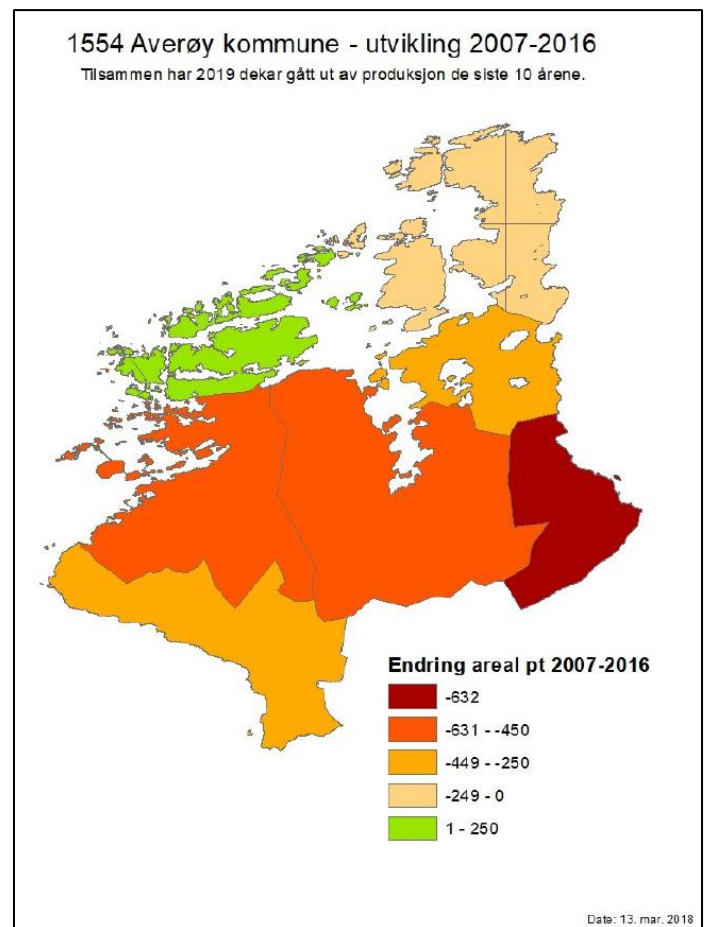 1554 Averøy kommune - utvikling 2007-2016
Tilsammen har 2019 dekar gått ut av produksjon de siste 10 årene.
Endring areal pt 2007-2016
-632
-631 - -450
-449 - -250
-249 - 0
1 - 250
Date: 13. mar. 2018